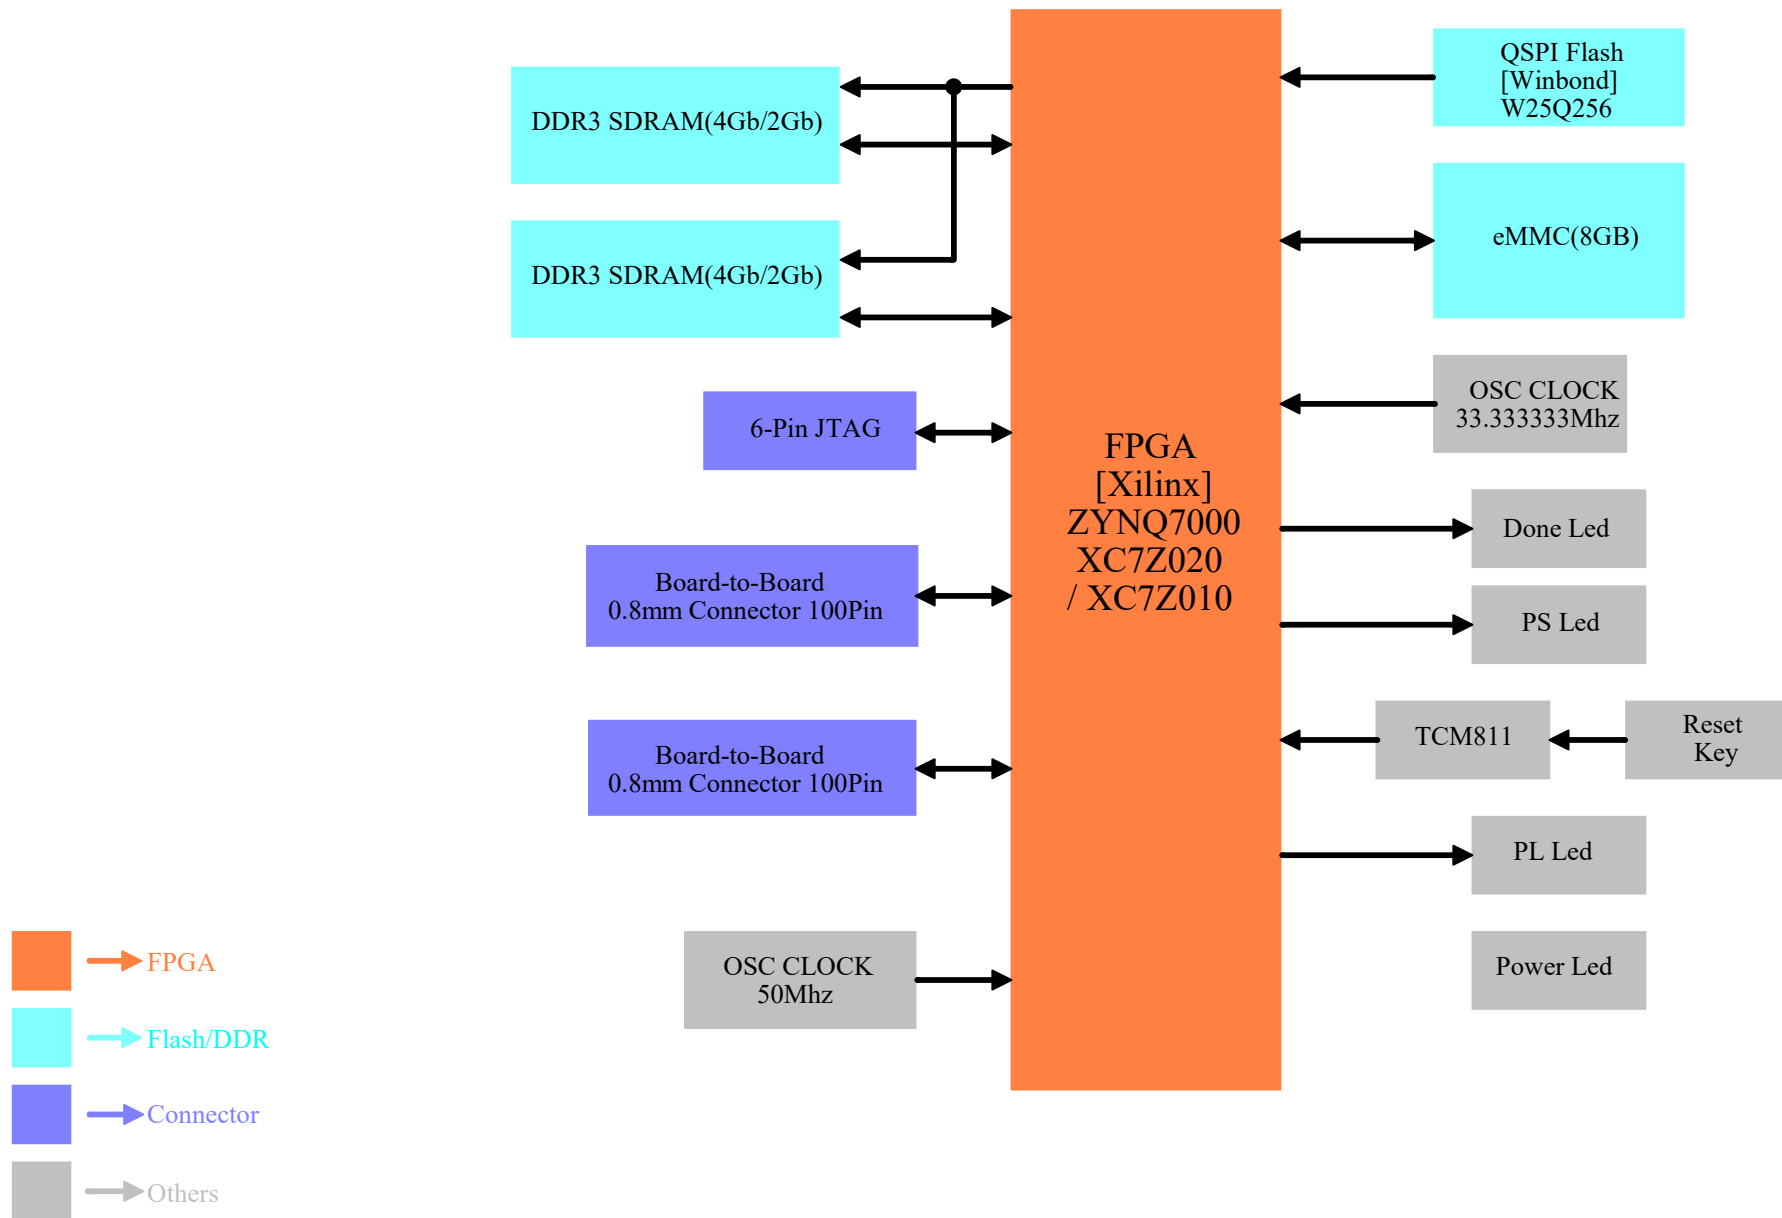 DDR3 SDRAM(4Gb/2Gb)
DDR3 SDRAM(4Gb/2Gb)
6-Pin JTAG
Board-to-Board
0.8mm Connector 100Pin
Board-to-Board
0.8mm Connector 100Pin
OSC CLOCK
50Mhz
FPGA
[Xilinx]
ZYNQ7000
XC7Z020
/ XC7Z010
QSPI Flash
[Winbond]
W25Q256
eMMC(8GB)
OSC CLOCK
33.333333Mhz
Done Led
PS Led
TCM811
Reset
Key
PL Led
Power Led
FPGA
Flash/DDR
Connector
Others